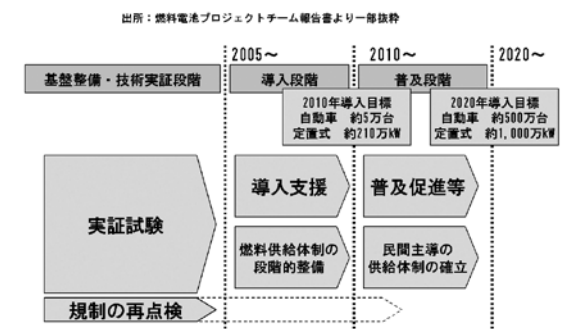 出所：燃料電池プロジェクトチーム報告書より一部抜粋
2005〜
2010〜
2020〜
基盤整備・技術実証段階
導入段階
普及段階
2010年導入目標
自動車　約5万台
定置式　約210万kW
2020年導入目標
自動車　約500万台
定置式　約1,000万kW
実証試験
導入支援
普及促進等
燃料供給体制の
段階的整備
民間主導の
供給体制の確立
規制の再点検